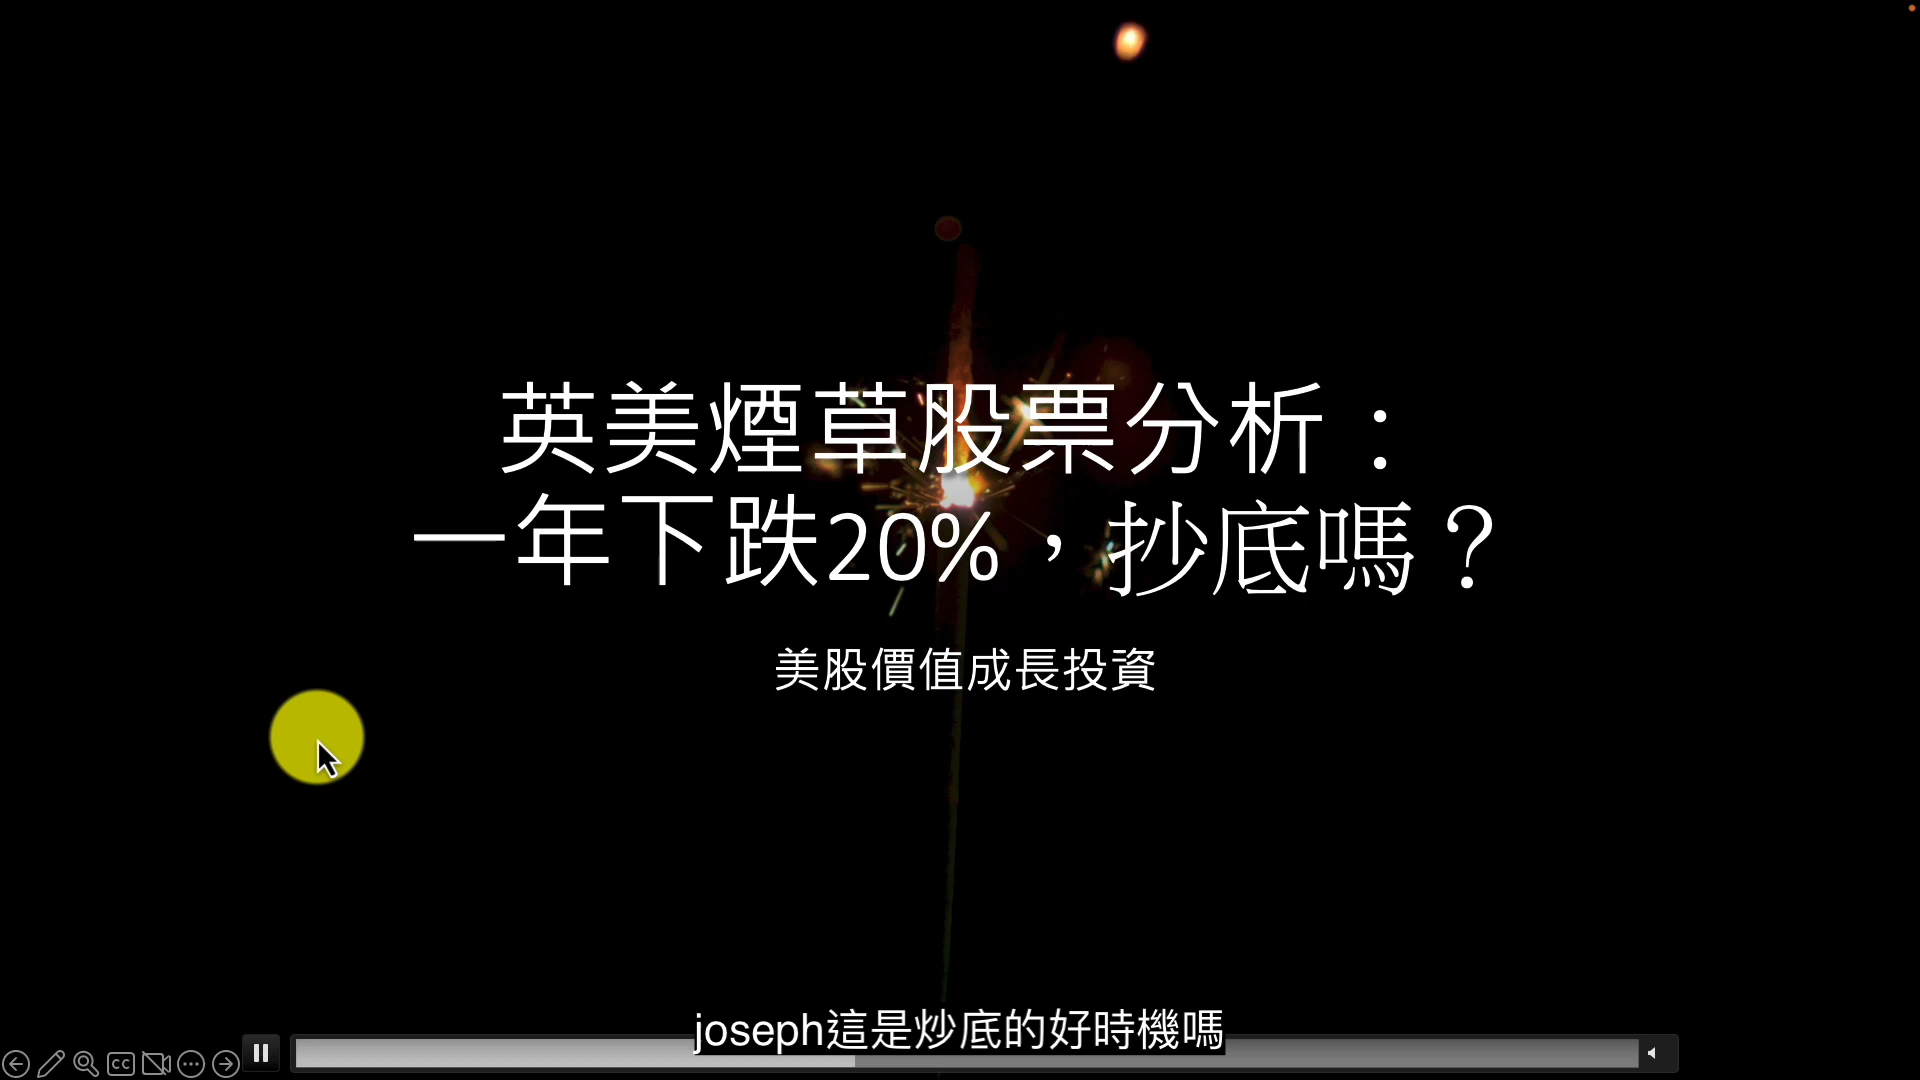 英美煙草股票分析：
一年下跌20%，抄底嗎？
美股價值成長投資
joseph這是炒底的好時機嗎
CC